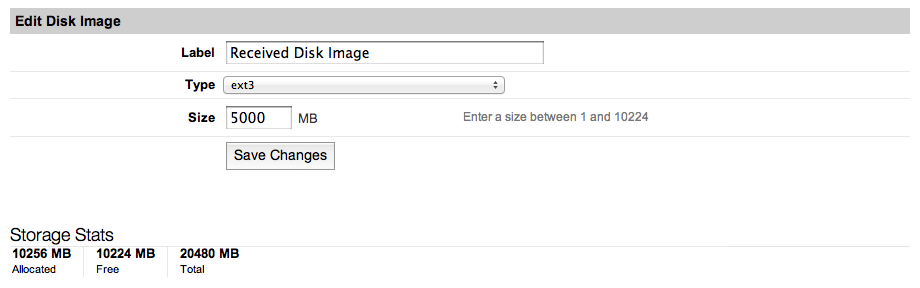 Edit Disk Image
Label Received Disk Image
Type ext3
Size 5000 MB Enter a size between 1 and 10224
Save Changes
Storage Stats
10256 MB 10224 MB 20480 MB
Allocated Free Total